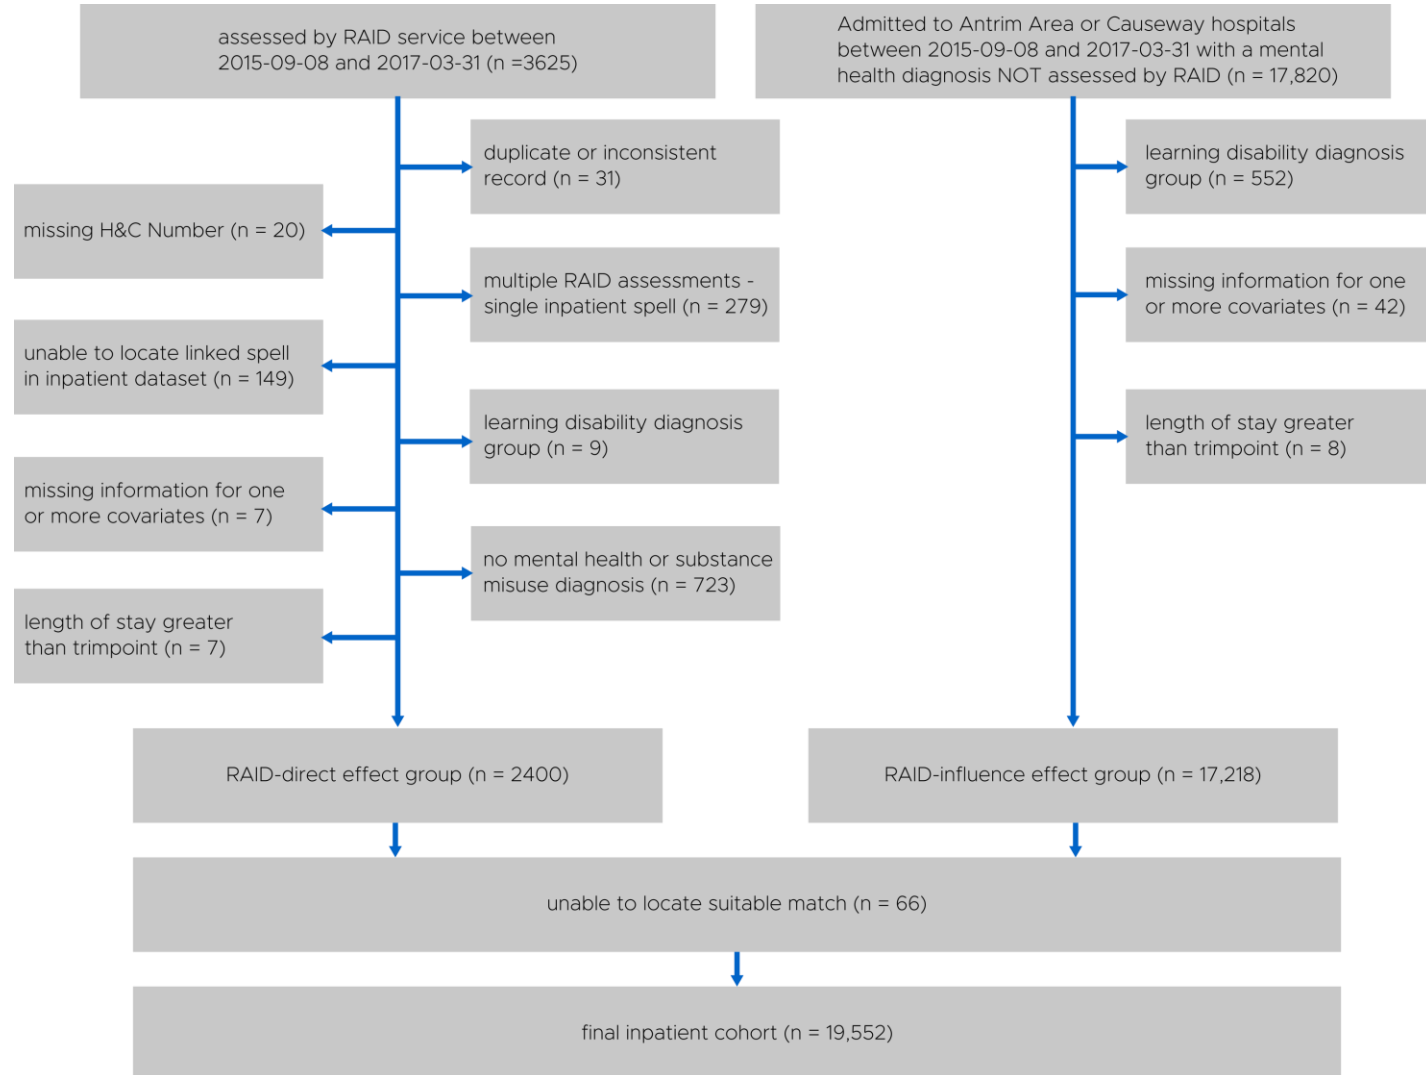 assessed by RAID service between
2015-09-08 and 2017-03-31 (n =3625)
Admitted to Antrim Area or Causeway hospitals
between 2015-09-08 and 2017-03-31 with a mental
health diagnosis NOT assessed by RAID (n = 17,820)
duplicate or inconsistent
record (n = 31)
missing H&C Number (n = 20)
multiple RAID assessments -
single inpatient spell (n = 279)
unable to locate linked spell
in inpatient dataset (n = 149)
learning disability diagnosis
group (n = 9)
missing information for one
or more covariates (n = 7)
no mental health or substance
misuse diagnosis (n = 723)
length of stay greater
than trimpoint (n = 7)
learning disability diagnosis
group (n = 552)
missing information for one
or more covariates (n = 42)
length of stay greater
than trimpoint (n = 8)
RAID-direct effect group (n = 2400)
RAID-influence effect group (n = 17,218)
unable to locate suitable match (n = 66)
final inpatient cohort (n = 19,552)